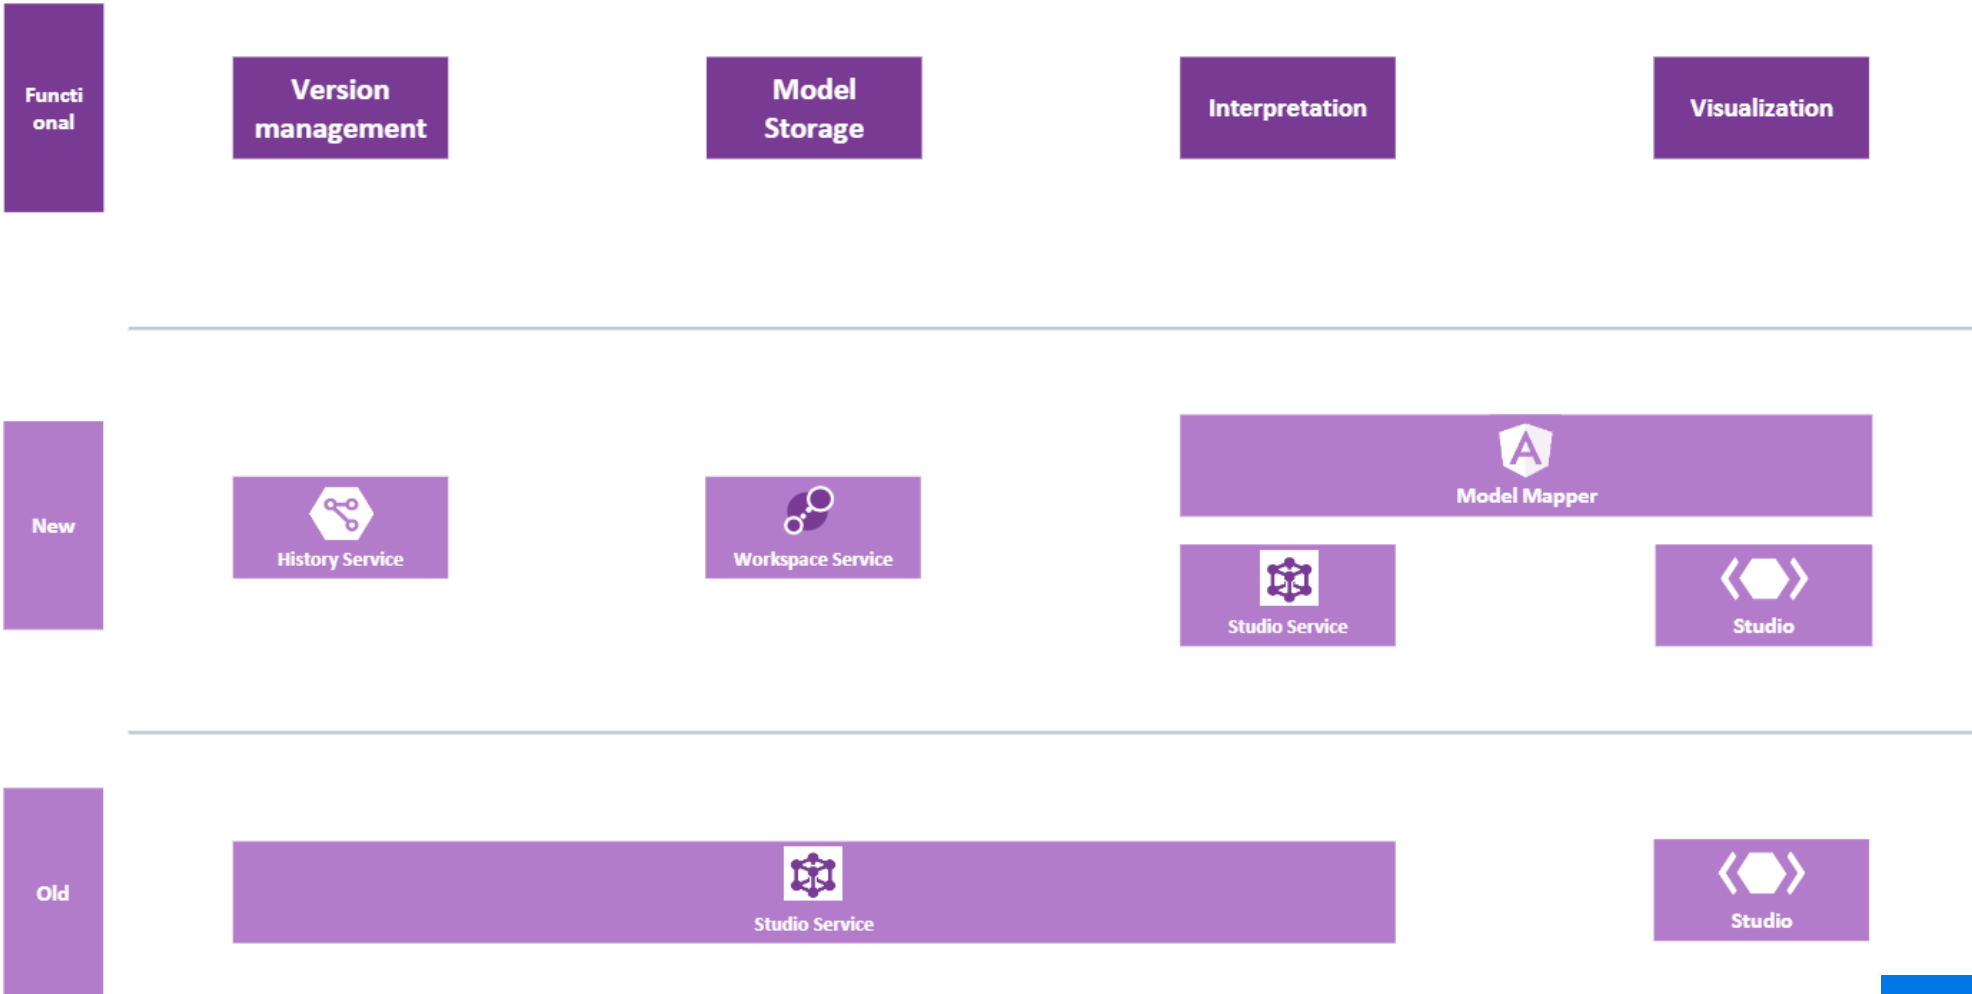 Functi
onal
Version
management
Model
Storage
Interpretation
Visualization
New
History Service
Workspace Service
Model Mapper
Studio Service
Studio
Old
Studio Service
Studio